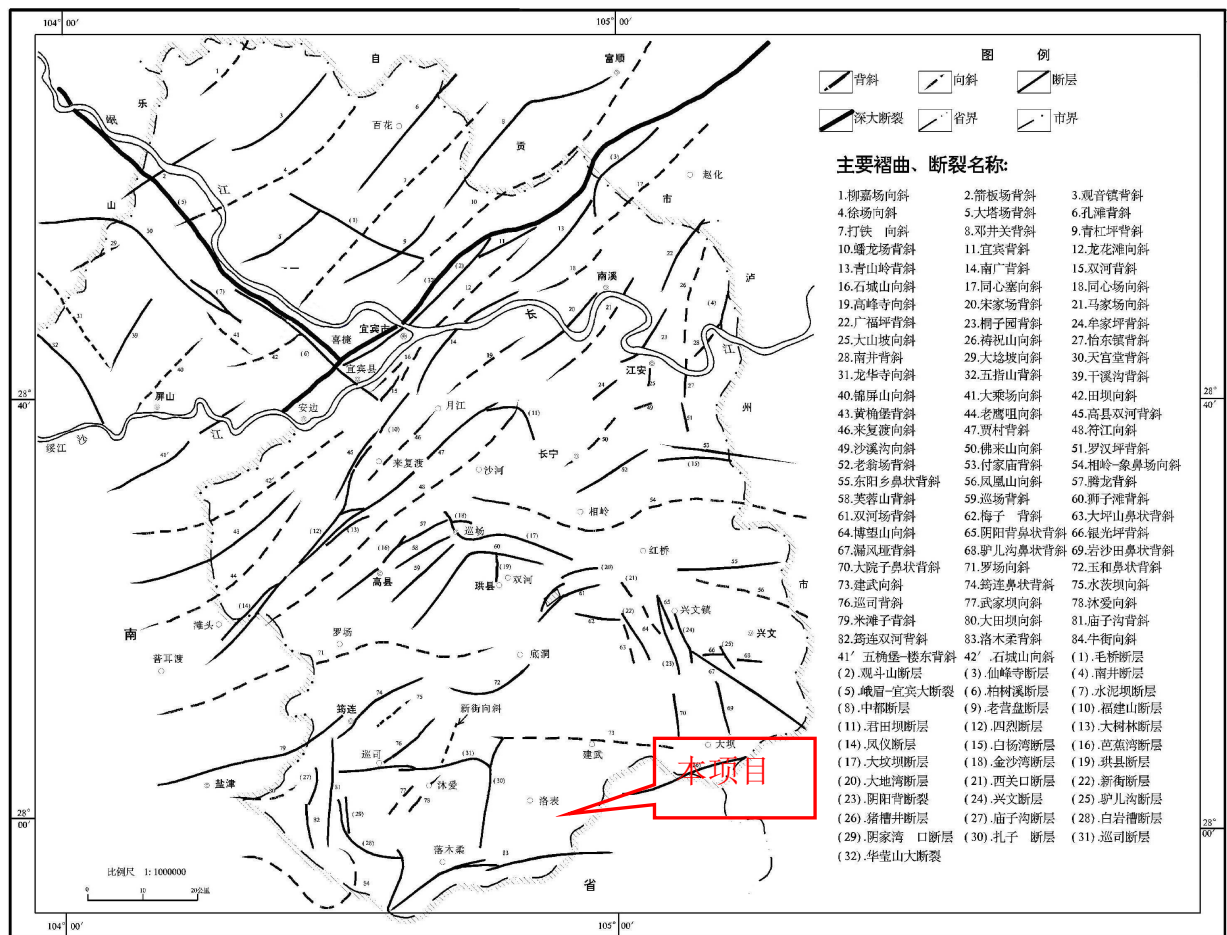 104° 00′
105° 00′
图 例
背斜
向斜
断层
深大断裂
省界
市界
主要褶曲、断裂名称:
1.柳嘉场向斜 2.箭板场背斜 3.观音镇背斜
4.徐场向斜 5.大塔场背斜 6.孔滩背斜
7.打铁 向斜 8.邓井关背斜 9.青杠坪背斜
10.蟠龙场背斜 11.宜宾背斜 12.龙花滩向斜
13.青山岭背斜 14.南广背斜 15.双河背斜
16.石城山向斜 17.同心塞向斜 18.同心场向斜
19.高峰寺向斜 20.宋家场背斜 21.马家场向斜
22.广福坪背斜 23.桐子园背斜 24.牟家坪背斜
25.大山坡向斜 26.祷祝山向斜 27.怡东镇背斜
28.南井背斜 29.大埝坡向斜 30.天宫堂背斜
31.龙华寺向斜 32.五指山背斜 39.干溪沟背斜
40.锦屏山向斜 41.大乘场向斜 42.田坝向斜
43.黄桷堡背斜 44.老鹰咀向斜 45.高县双河背斜
46.来复渡向斜 47.贾村背斜 48.符江向斜
49.沙溪沟向斜 50.佛来山向斜 51.罗汉坪背斜
52.老翁场背斜 53.付家庙背斜 54.相岭-象鼻场向斜
55.东阳乡鼻状背斜 56.凤凰山向斜 57.腾龙背斜
58.芙蓉山背斜 59.巡场背斜 60.狮子滩背斜
61.双河场背斜 62.梅子 背斜 63.大坪山鼻状背斜
64.博望山向斜 65.阴阳背鼻状背斜 66.银光坪背斜
67.漏风垭背斜 68.驴儿沟鼻状背斜 69.岩沙田鼻状背斜
70.大院子鼻状背斜 71.罗场向斜 72.玉和鼻状背斜
73.建武向斜 74.筠连鼻状背斜 75.水茨坝向斜
76.巡司背斜 77.武家坝向斜 78.沐爱向斜
79.米滩子背斜 80.大田坝向斜 81.庙子沟背斜
82.筠连双河背斜 83.洛木柔背斜 84.牛街向斜
41′ 五桷堡-楼东背斜 42′.石城山向斜 (1).毛桥断层
(2).观斗山断层 (3).仙峰寺断层 (4).南井断层
(5).峨眉-宜宾大断裂 (6).柏树溪断层 (7).水泥坝断层
(8).中都断层 (9).老营盘断层 (10).福建山断层
(11).君田坝断层 (12).四烈断层 (13).大树林断层
(14).凤仪断层 (15).白杨湾断层 (16).芭蕉湾断层
(17).大坟坝断层 (18).金沙湾断层 (19).珙县断层
(20).大地湾断层 (21).西关口断层 (22).新街断层
(23).阴阳背断裂 (24).兴文断层 (25).驴儿沟断层
(26).猪槽井断层 (27).庙子沟断层 (28).白岩槽断层
(29).阴家湾 口断层 (30).扎子 断层 (31).巡司断层
(32).华莹山大断裂
自
富顺
乐
岷
百花
贡
赵化
江
市
山
南溪
泸
长
宜宾市
喜捷
宜宾县
江
江安
28° 40′
屏山
安边
月江
州
28° 40′
绥江
沙
江
来复渡
沙河
长宁
相岭
巡场
红桥
高县
珙县
双河
市
滩头
兴文镇
南
罗场
底洞
兴文
普耳渡
新街向斜
筠连
巡司
建武
大坝
盐津
沐爱
洛表
本项目
28° 00′
28° 00′
落木柔
省
比例尺 1:1000000
0 10 20公里
104° 00′
105° 00′